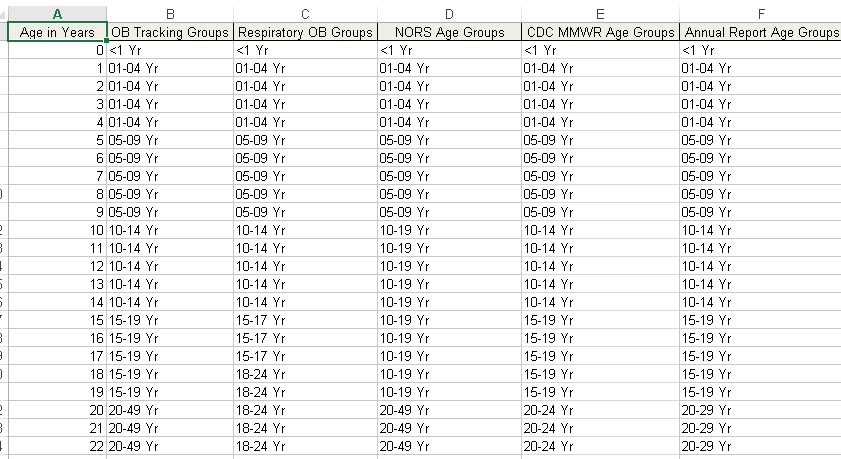 A B C D E F
Age in Years OB Tracking Groups Respiratory OB Groups NORS Age Groups CDC MMWR Age Groups Annual Report Age Groups
0 <1 Yr <1 Yr <1 Yr <1 Yr <1 Yr
1 01-04 Yr 01-04 Yr 01-04 Yr 01-04 Yr 01-04 Yr
2 01-04 Yr 01-04 Yr 01-04 Yr 01-04 Yr 01-04 Yr
3 01-04 Yr 01-04 Yr 01-04 Yr 01-04 Yr 01-04 Yr
4 01-04 Yr 01-04 Yr 01-04 Yr 01-04 Yr 01-04 Yr
5 05-09 Yr 05-09 Yr 05-09 Yr 05-09 Yr 05-09 Yr
6 05-09 Yr 05-09 Yr 05-09 Yr 05-09 Yr 05-09 Yr
7 05-09 Yr 05-09 Yr 05-09 Yr 05-09 Yr 05-09 Yr
8 05-09 Yr 05-09 Yr 05-09 Yr 05-09 Yr 05-09 Yr
9 05-09 Yr 05-09 Yr 05-09 Yr 05-09 Yr 05-09 Yr
10 10-14 Yr 10-14 Yr 10-19 Yr 10-14 Yr 10-14 Yr
11 10-14 Yr 10-14 Yr 10-19 Yr 10-14 Yr 10-14 Yr
12 10-14 Yr 10-14 Yr 10-19 Yr 10-14 Yr 10-14 Yr
13 10-14 Yr 10-14 Yr 10-19 Yr 10-14 Yr 10-14 Yr
14 10-14 Yr 10-14 Yr 10-19 Yr 10-14 Yr 10-14 Yr
15 15-19 Yr 15-17 Yr 10-19 Yr 15-19 Yr 15-19 Yr
16 15-19 Yr 15-17 Yr 10-19 Yr 15-19 Yr 15-19 Yr
17 15-19 Yr 15-17 Yr 10-19 Yr 15-19 Yr 15-19 Yr
18 15-19 Yr 18-24 Yr 10-19 Yr 15-19 Yr 15-19 Yr
19 15-19 Yr 18-24 Yr 10-19 Yr 15-19 Yr 15-19 Yr
20 20-49 Yr 18-24 Yr 20-49 Yr 20-24 Yr 20-29 Yr
21 20-49 Yr 18-24 Yr 20-49 Yr 20-24 Yr 20-29 Yr
22 20-49 Yr 18-24 Yr 20-49 Yr 20-24 Yr 20-29 Yr